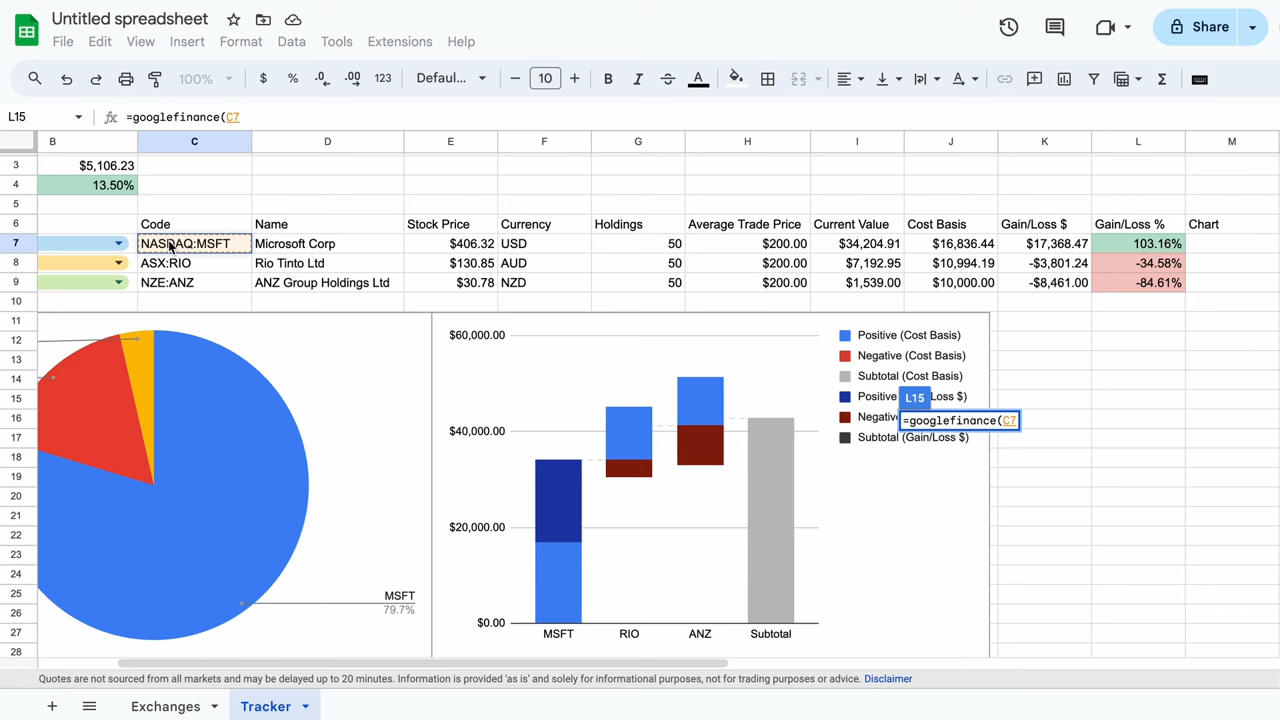 Untitled spreadsheet
File Edit View Insert Format Data Tools Extensions Help
Share
100% $ % .0 .00 123 Defaul... − 10 + B I A
L15 fx =googlefinance(C7
B C D E F G H I J K L M
3 $5,106.23
4 13.50%
5
6 Code Name Stock Price Currency Holdings Average Trade Price Current Value Cost Basis Gain/Loss $ Gain/Loss % Chart
7 NASDAQ:MSFT Microsoft Corp $406.32 USD 50 $200.00 $34,204.91 $16,836.44 $17,368.47 103.16%
8 ASX:RIO Rio Tinto Ltd $130.85 AUD 50 $200.00 $7,192.95 $10,994.19 -$3,801.24 -34.58%
9 NZE:ANZ ANZ Group Holdings Ltd $30.78 NZD 50 $200.00 $1,539.00 $10,000.00 -$8,461.00 -84.61%
10
11
12
13
14
15
16
17
18
19
20
21
22
23
24
25
26
27
28
MSFT
79.7%
$60,000.00
$40,000.00
$20,000.00
$0.00
MSFT RIO ANZ Subtotal
Positive (Cost Basis)
Negative (Cost Basis)
Subtotal (Cost Basis)
Positive L15 Loss $)
Negativ =googlefinance(C7
Subtotal (Gain/Loss $)
Quotes are not sourced from all markets and may be delayed up to 20 minutes. Information is provided 'as is' and solely for informational purposes, not for trading purposes or advice. Disclaimer
+ Exchanges Tracker